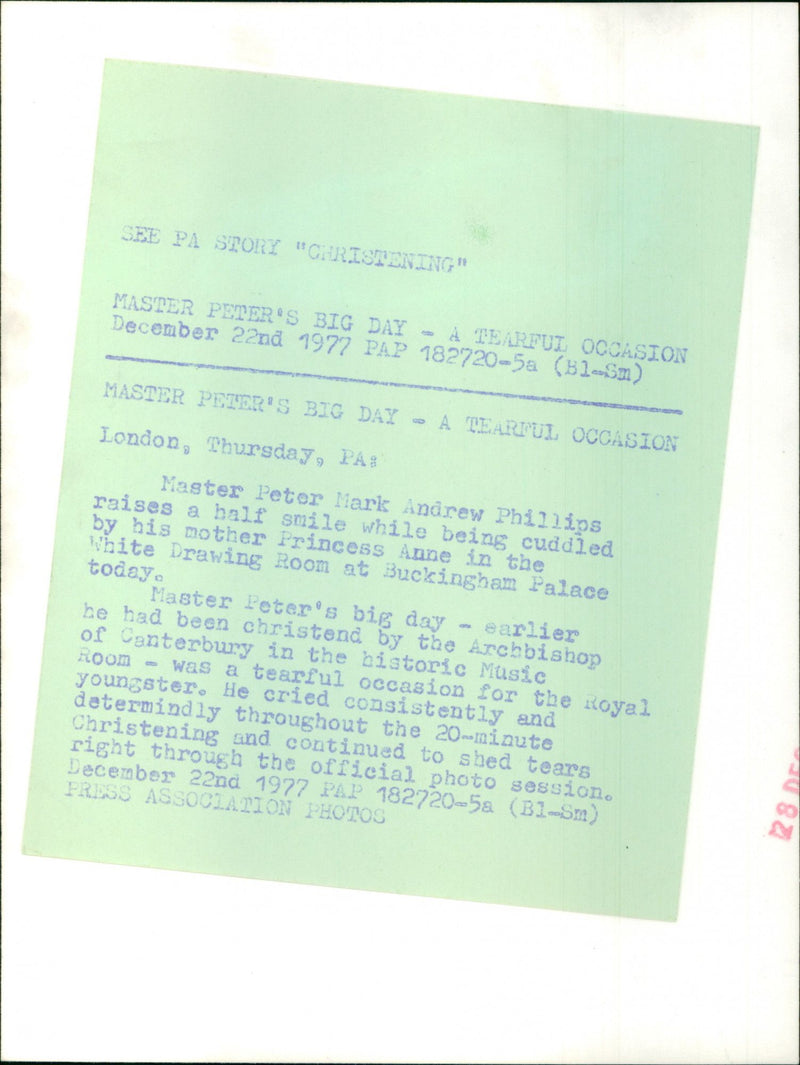 SEE PA STORY "CHRISTENING"
MASTER PETER'S BIG DAY - A TEARFUL OCCASION
December 22nd 1977 PAP 182720-5a (Bl-Sm)
MASTER PETER'S BIG DAY - A TEARFUL OCCASION
London, Thursday, PA:
Master Peter Mark Andrew Phillips
raises a half smile while being cuddled
by his mother Princess Anne in the
White Drawing Room at Buckingham Palace
today.
Master Peter's big day - earlier
he had been christend by the Archbishop
of Canterbury in the historic Music
Room - was a tearful occasion for the Royal
youngster. He cried consistently and
determindly throughout the 20-minute
Christening and continued to shed tears
right through the official photo session.
December 22nd 1977 PAP 182720-5a (Bl-Sm)
PRESS ASSOCIATION PHOTOS
28 DEC